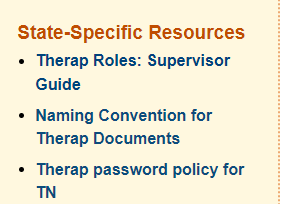 State-Specific Resources
Therap Roles: Supervisor
Guide
Naming Convention for
Therap Documents
Therap password policy for
TN